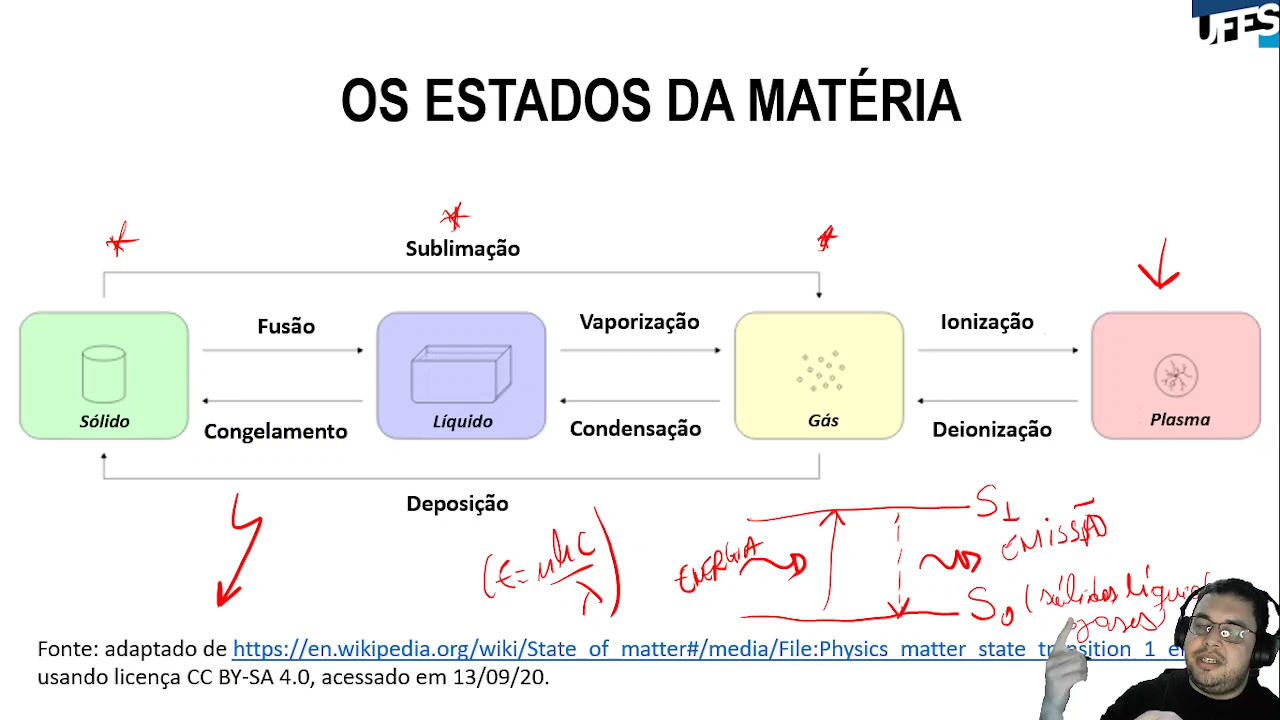 UFES
OS ESTADOS DA MATÉRIA
Sublimação
Fusão
Vaporização
Ionização
Sólido
Líquido
Gás
Plasma
Congelamento
Condensação
Deionização
Deposição
S1
EMISSÃO
ENERGIA
(E= nhc/λ)
S0 (sólidos líquidos
gases)
Fonte: adaptado de https://en.wikipedia.org/wiki/State_of_matter#/media/File:Physics_matter_state_transition_1_e
usando licença CC BY-SA 4.0, acessado em 13/09/20.